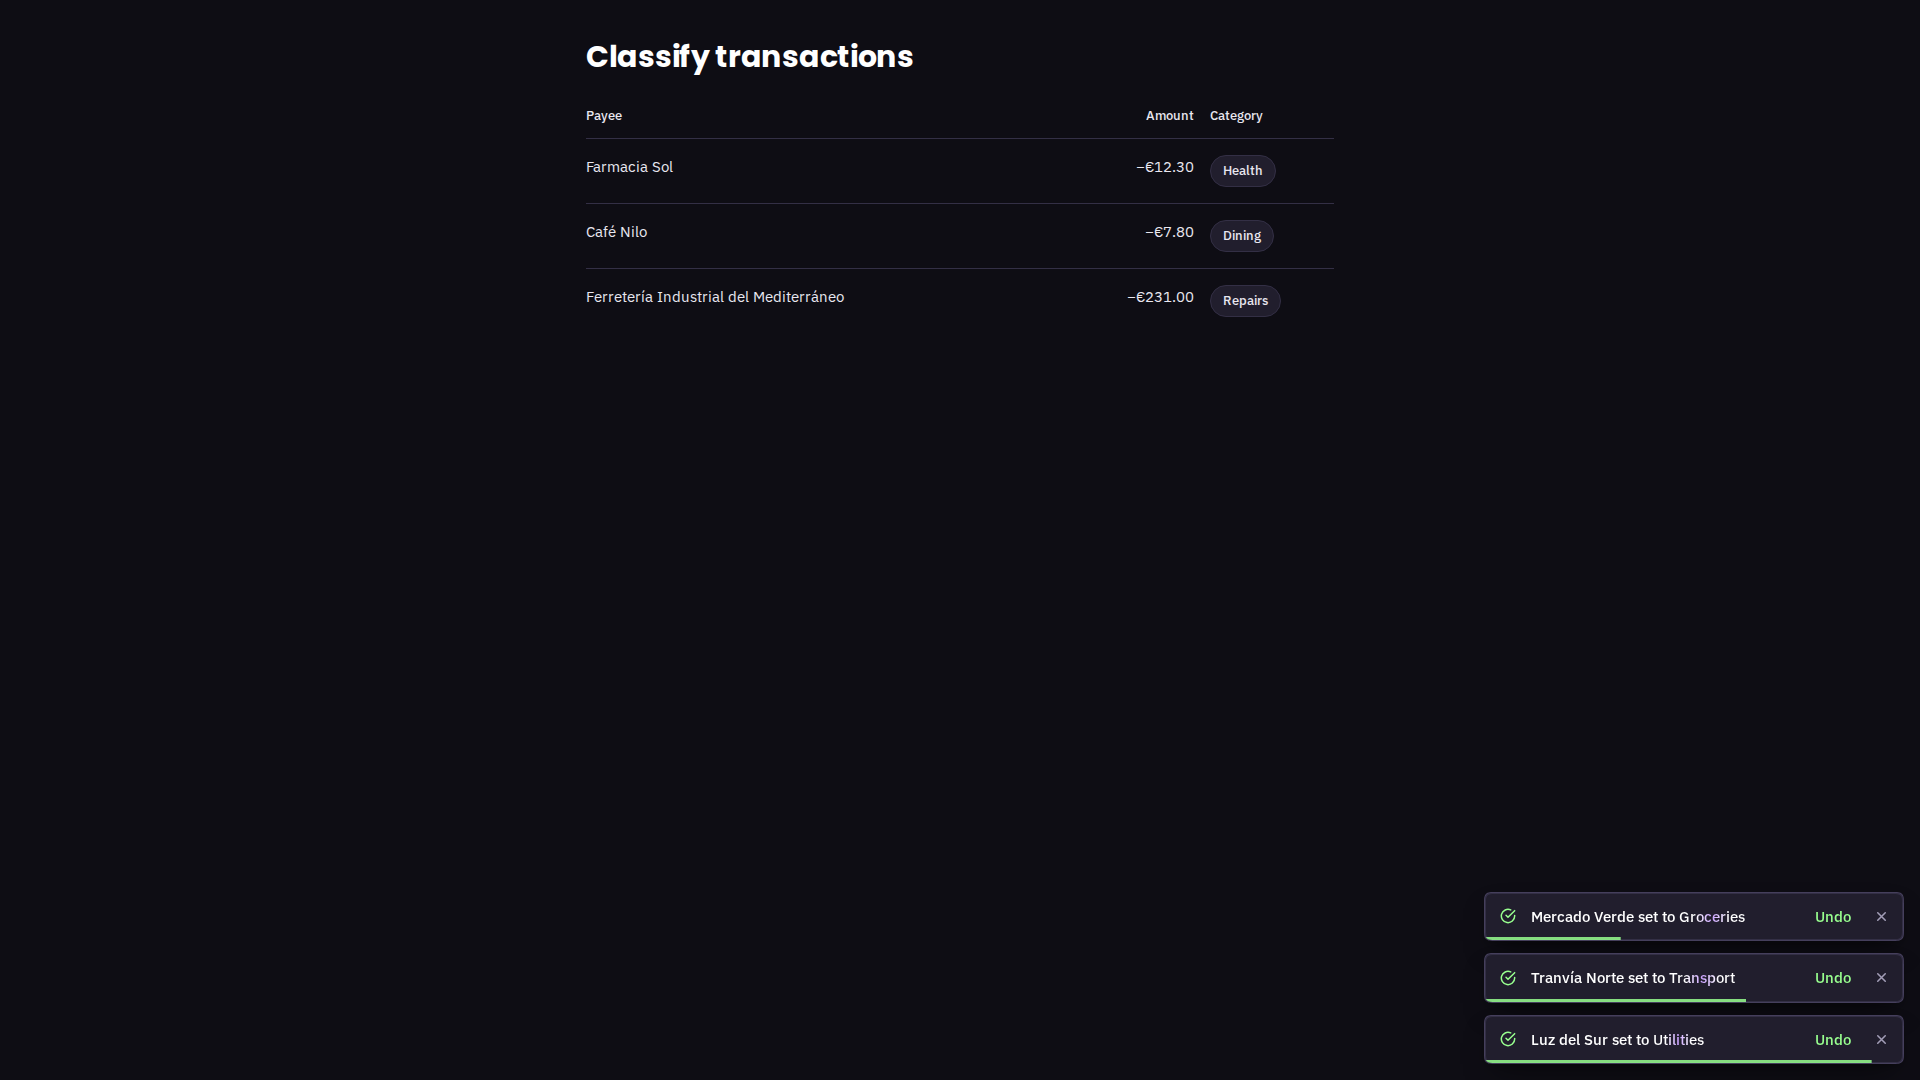 Classify transactions
Payee Amount Category
Farmacia Sol −€12.30 Health
Café Nilo −€7.80 Dining
Ferretería Industrial del Mediterráneo −€231.00 Repairs
Mercado Verde set to Groceries Undo
Tranvía Norte set to Transport Undo
Luz del Sur set to Utilities Undo